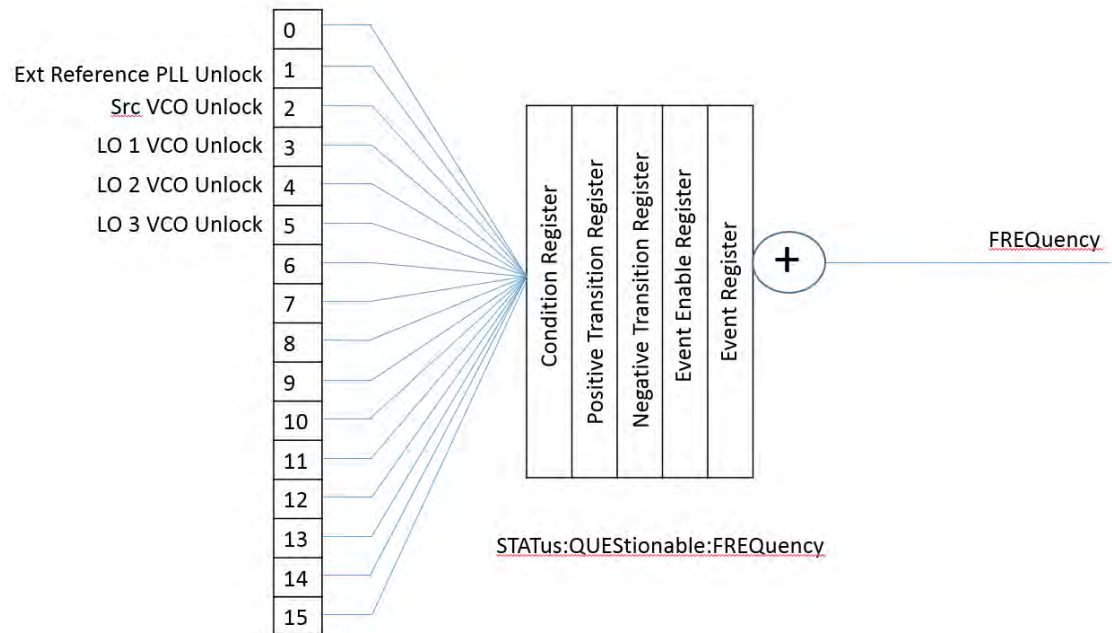 0
Ext Reference PLL Unlock 1
Src VCO Unlock 2
LO 1 VCO Unlock 3
LO 2 VCO Unlock 4
LO 3 VCO Unlock 5
6
7
8
9
10
11
12
13
14
15
Condition Register
Positive Transition Register
Negative Transition Register
Event Enable Register
Event Register
+
FREQuency
STATus:QUEStionable:FREQuency